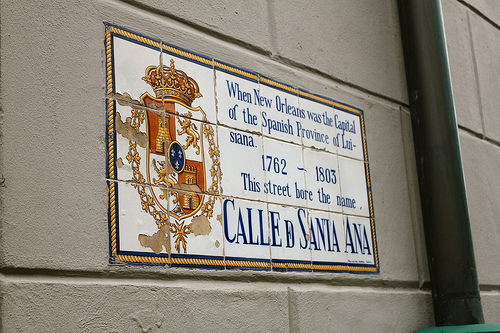 When New Orleans was the Capital
of the Spanish Province of Lui-
siana.
1762 – 1803
This street bore the name
CALLE D SANTA ANA